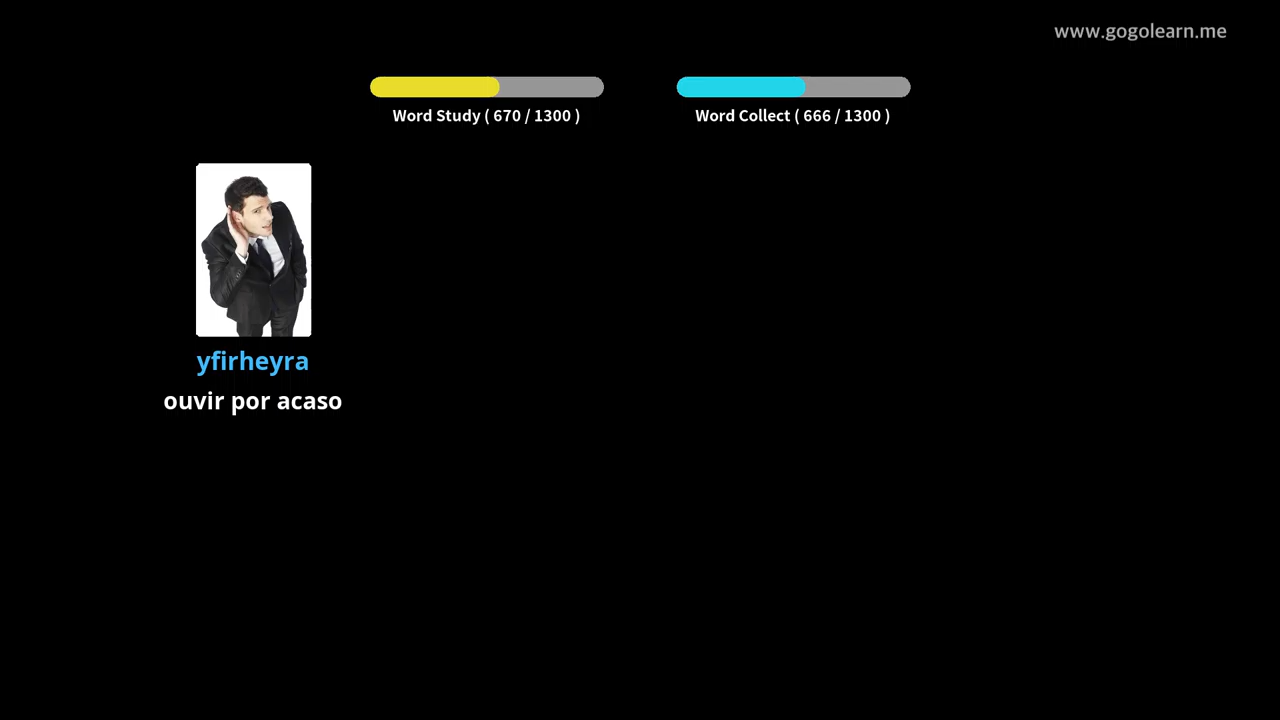 www.gogolearn.me
Word Study ( 670 / 1300 )
Word Collect ( 666 / 1300 )
yfirheyra
ouvir por acaso